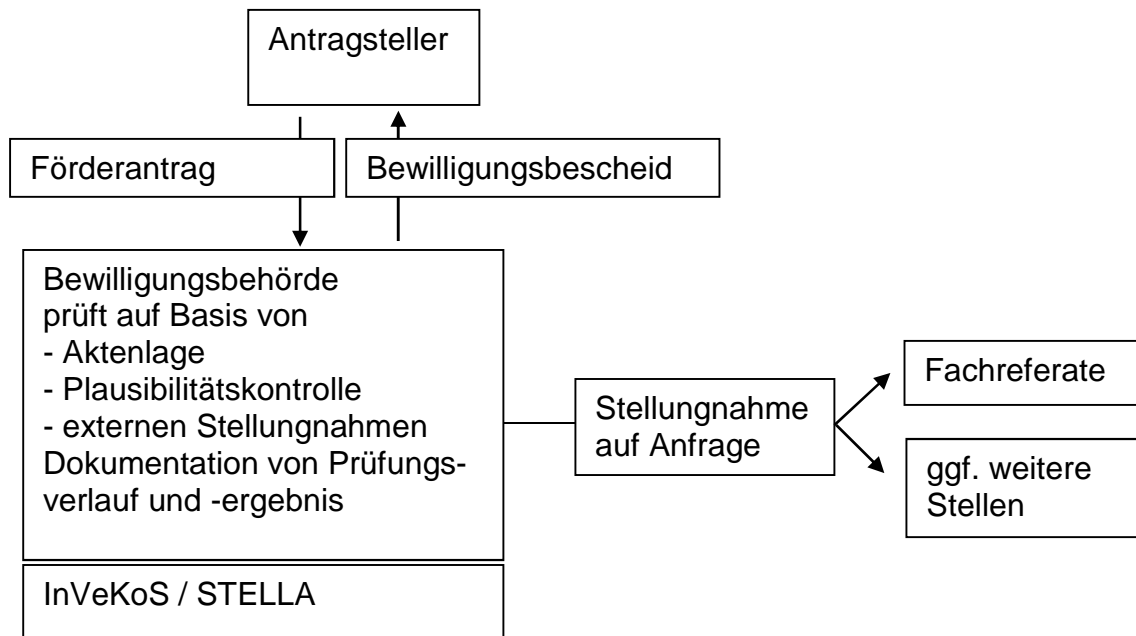 Antragsteller
Förderantrag
Bewilligungsbescheid
Bewilligungsbehörde
prüft auf Basis von
- Aktenlage
- Plausibilitätskontrolle
- externen Stellungnahmen
Dokumentation von Prüfungs-
verlauf und -ergebnis
InVeKoS / STELLA
Stellungnahme
auf Anfrage
Fachreferate
ggf. weitere
Stellen